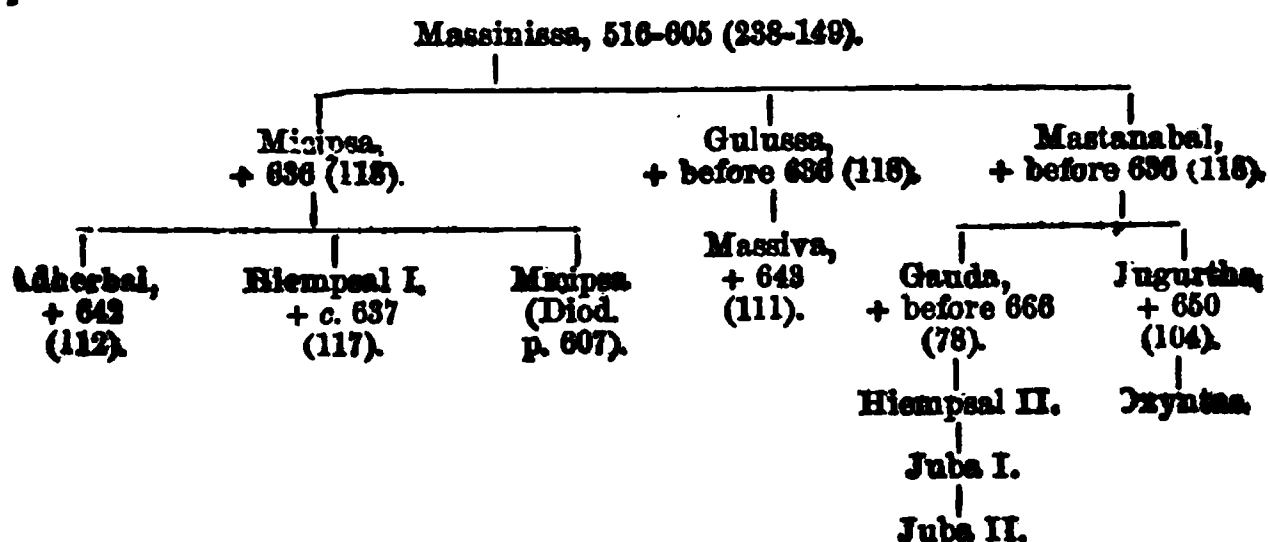 Massinissa, 516-605 (238-149).
Micipsa, Gulussa, Mastanabal,
+ 636 (118). + before 636 (118). + before 636 (118).
Adherbal, Hiempsal I. Micipsa Massiva, Gauda, Jugurtha,
+ 642 + c. 637 (Diod. + 643 + before 666 + 650
(112). (117). p. 607). (111). (78). (104).
Hiempsal II. Oxyntas.
Juba I.
Juba II.